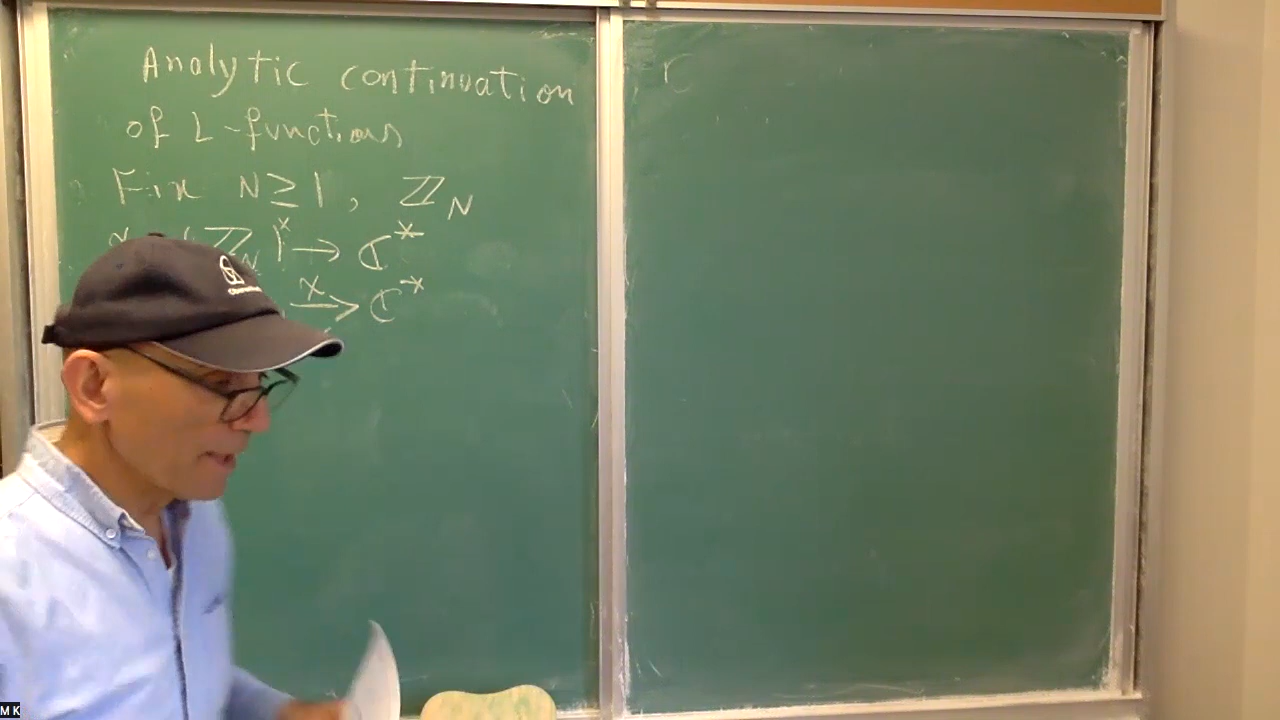 Analytic continuation
of L-functions
Fix N ≥ 1, ℤ_N
ℤ_N)^× → ℂ^*
χ → ℂ^*
M K